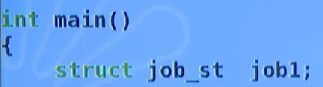 int main()
{
    struct job_st  job1;